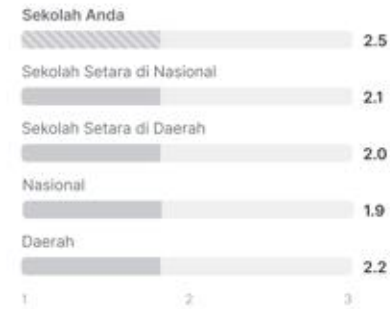 Sekolah Anda
2.5
Sekolah Setara di Nasional
2.1
Sekolah Setara di Daerah
2.0
Nasional
1.9
Daerah
2.2
1 2 3